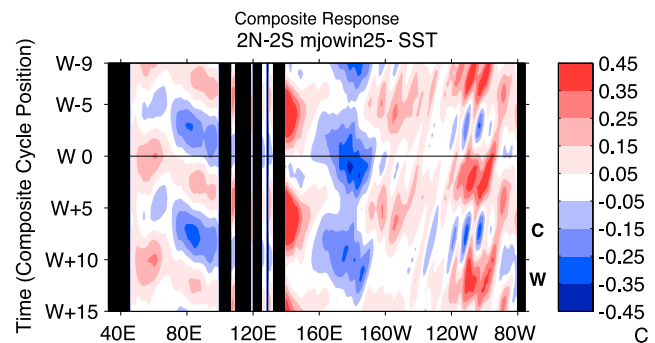 Composite Response
2N-2S mjowin25- SST
Time (Composite Cycle Position)
W-9
W-5
W 0
W+5
W+10
W+15
40E 80E 120E 160E 160W 120W 80W
C
W
0.45
0.35
0.25
0.15
0.05
-0.05
-0.15
-0.25
-0.35
-0.45
C